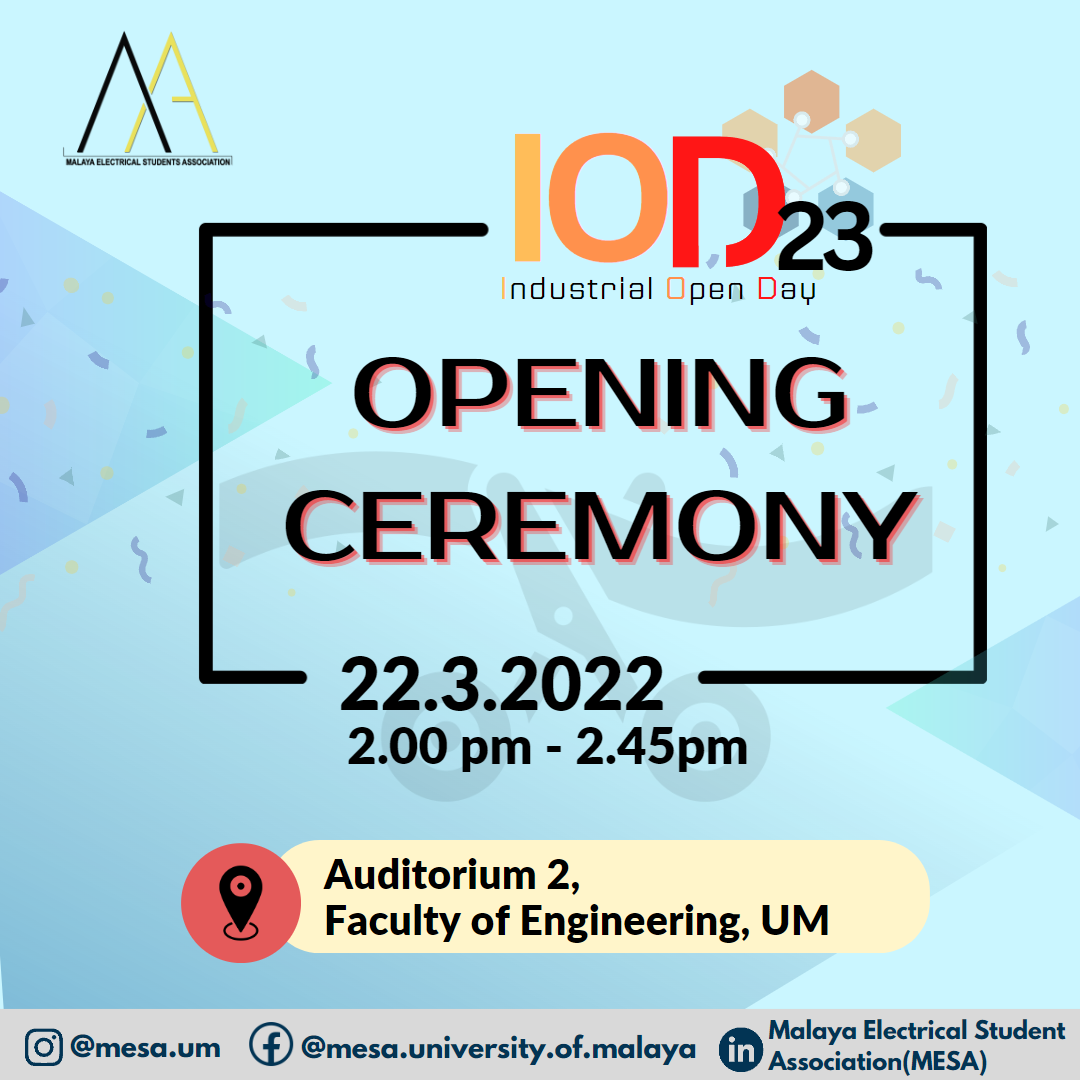 MALAYA ELECTRICAL STUDENTS ASSOCIATION
IOD23
Industrial Open Day
OPENING
CEREMONY
22.3.2022
2.00 pm - 2.45pm
Auditorium 2,
Faculty of Engineering, UM
@mesa.um
@mesa.university.of.malaya
Malaya Electrical Student
Association(MESA)